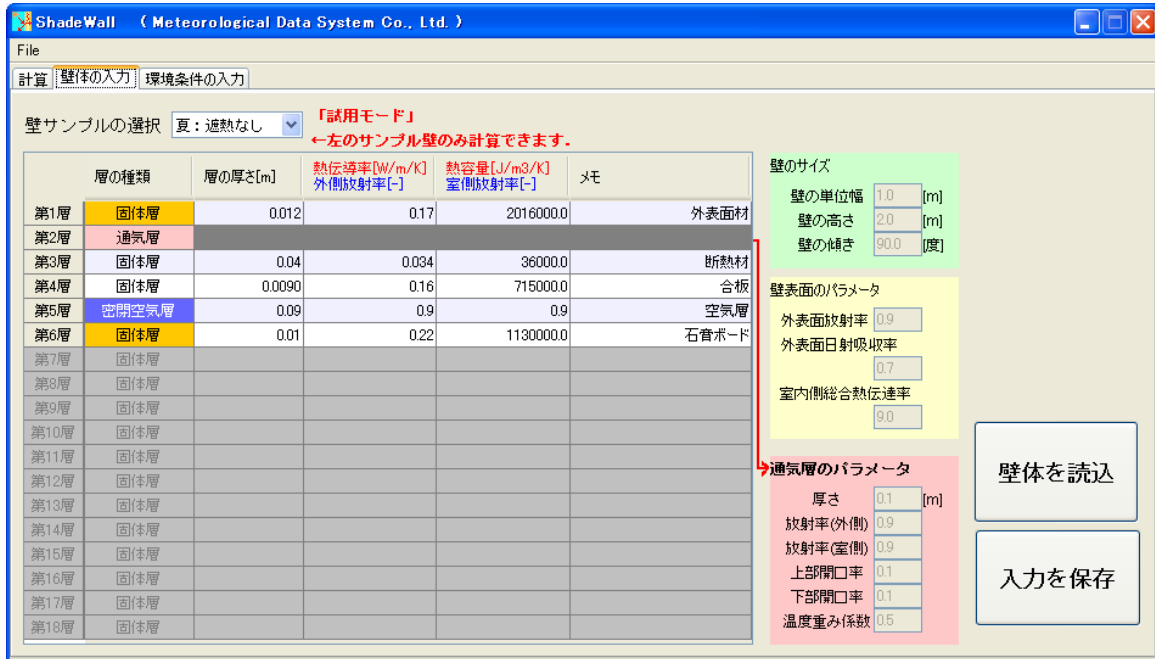 ShadeWall （ Meteorological Data System Co., Ltd. ）
File
計算 壁体の入力 環境条件の入力
壁サンプルの選択 夏：遮熱なし
「試用モード」
←左のサンプル壁のみ計算できます．
層の種類 層の厚さ[m] 熱伝導率[W/m/K] 熱容量[J/m3/K] メモ
外側放射率[-] 室側放射率[-]
第1層 固体層 0.012 0.17 2016000.0 外表面材
第2層 通気層
第3層 固体層 0.04 0.034 36000.0 断熱材
第4層 固体層 0.0090 0.16 715000.0 合板
第5層 密閉空気層 0.09 0.9 0.9 空気層
第6層 固体層 0.01 0.22 1130000.0 石膏ボード
第7層 固体層
第8層 固体層
第9層 固体層
第10層 固体層
第11層 固体層
第12層 固体層
第13層 固体層
第14層 固体層
第15層 固体層
第16層 固体層
第17層 固体層
第18層 固体層
壁のサイズ
壁の単位幅 1.0 [m]
壁の高さ 2.0 [m]
壁の傾き 90.0 [度]
壁表面のパラメータ
外表面放射率 0.9
外表面日射吸収率
0.7
室内側総合熱伝達率
9.0
通気層のパラメータ
厚さ 0.1 [m]
放射率(外側) 0.9
放射率(室側) 0.9
上部開口率 0.1
下部開口率 0.1
温度重み係数 0.5
壁体を読込
入力を保存